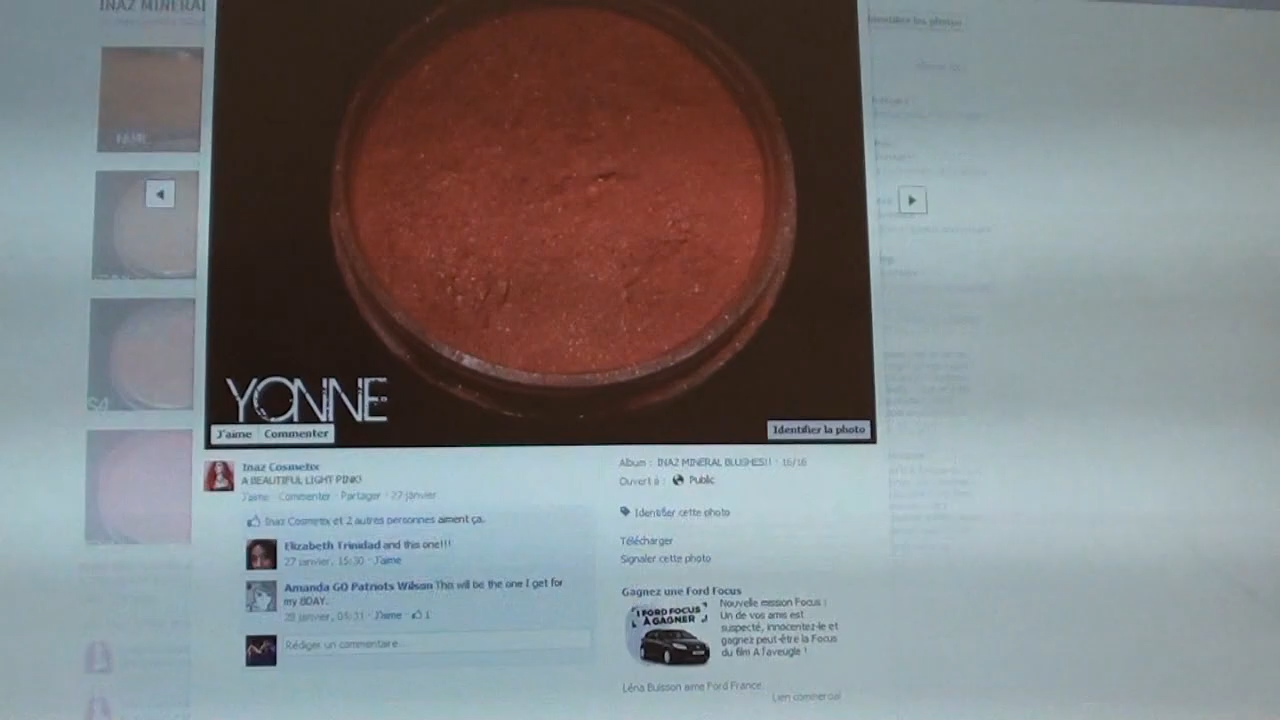 INAZ MINERAL
YONNE
J'aime Commenter
Identifier la photo
Inaz Cosmetix
A BEAUTIFUL LIGHT PINK!
J'aime · Commenter · Partager · 27 janvier
Inaz Cosmetix et 2 autres personnes aiment ça.
Elizabeth Trinidad and this one!!!
27 janvier, 15:30 · J'aime
Amanda GO Patriots Wilson This will be the one I get for
my BDAY.
28 janvier, 05:31 · J'aime · 1
Rédiger un commentaire...
Album : INAZ MINERAL BLUSHES!! · 16/16
Ouvert à : Public
Identifier cette photo
Télécharger
Signaler cette photo
Gagnez une Ford Focus
1 FORD FOCUS
À GAGNER
Nouvelle mission Focus :
Un de vos amis est
suspecté, innocentez-le et
gagnez peut-être la Focus
du film A l'aveugle !
Léna Buisson aime Ford France.
Lien commercial